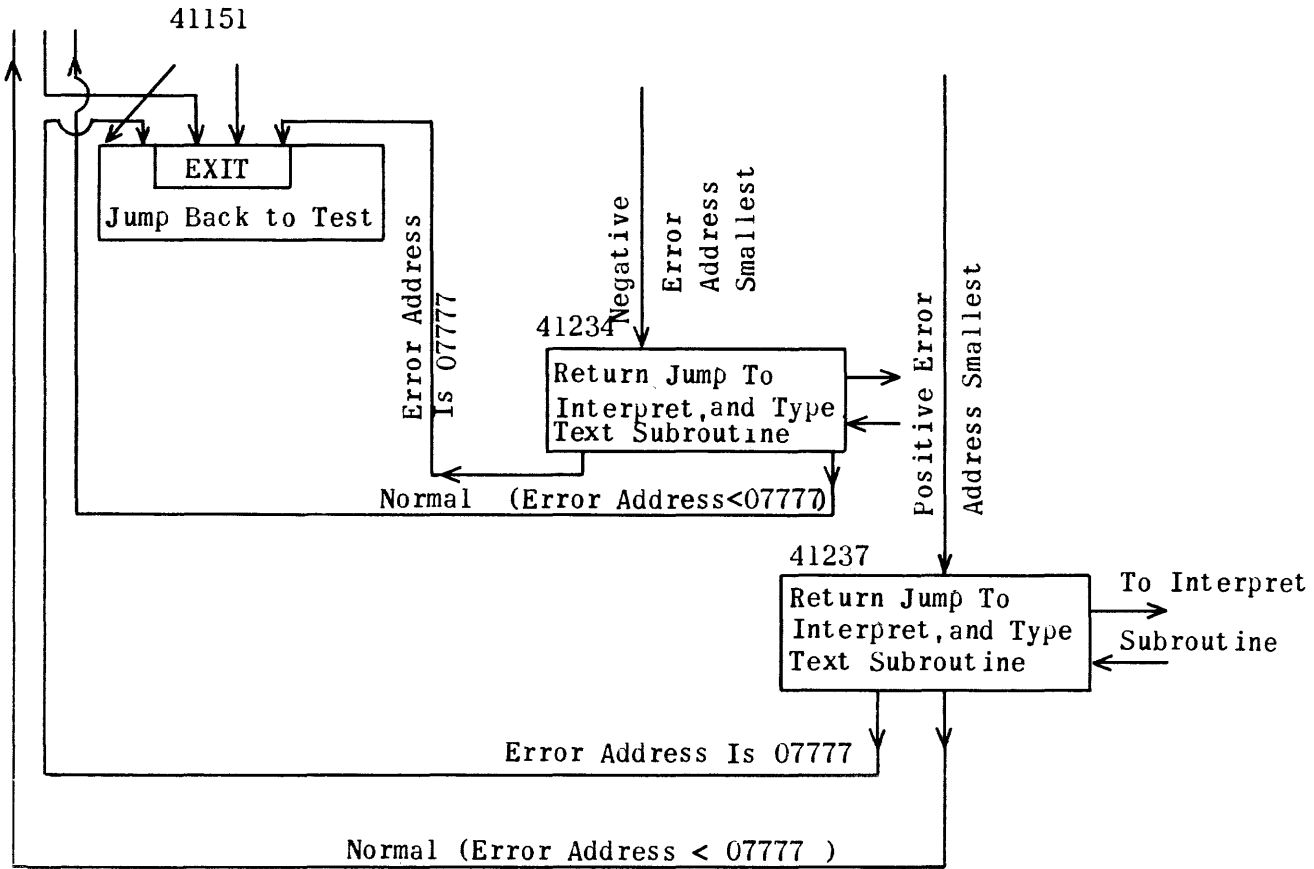 41151
EXIT
Jump Back to Test
Error Address
Is 07777
Negative
Error
Address
Smallest
41234
Return Jump To
Interpret, and Type
Text Subroutine
Positive Error
Address Smallest
Normal (Error Address<07777)
41237
Return Jump To
Interpret, and Type
Text Subroutine
To Interpret
Subroutine
Error Address Is 07777
Normal (Error Address < 07777 )